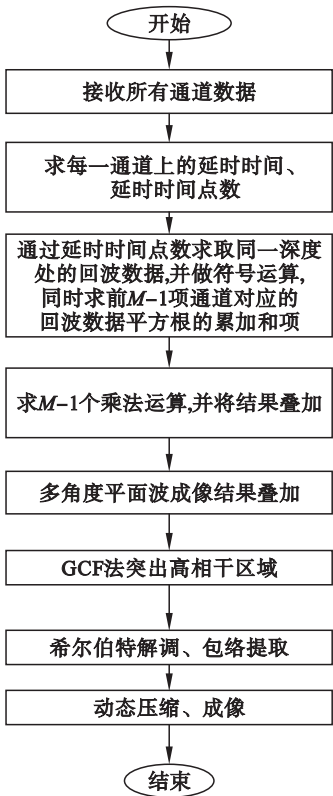 开始
接收所有通道数据
求每一通道上的延时时间、
延时时间点数
通过延时时间点数求取同一深度
处的回波数据,并做符号运算,
同时求前M−1项通道对应的
回波数据平方根的累加和项
求M−1个乘法运算,并将结果叠加
多角度平面波成像结果叠加
GCF法突出高相干区域
希尔伯特解调、包络提取
动态压缩、成像
结束